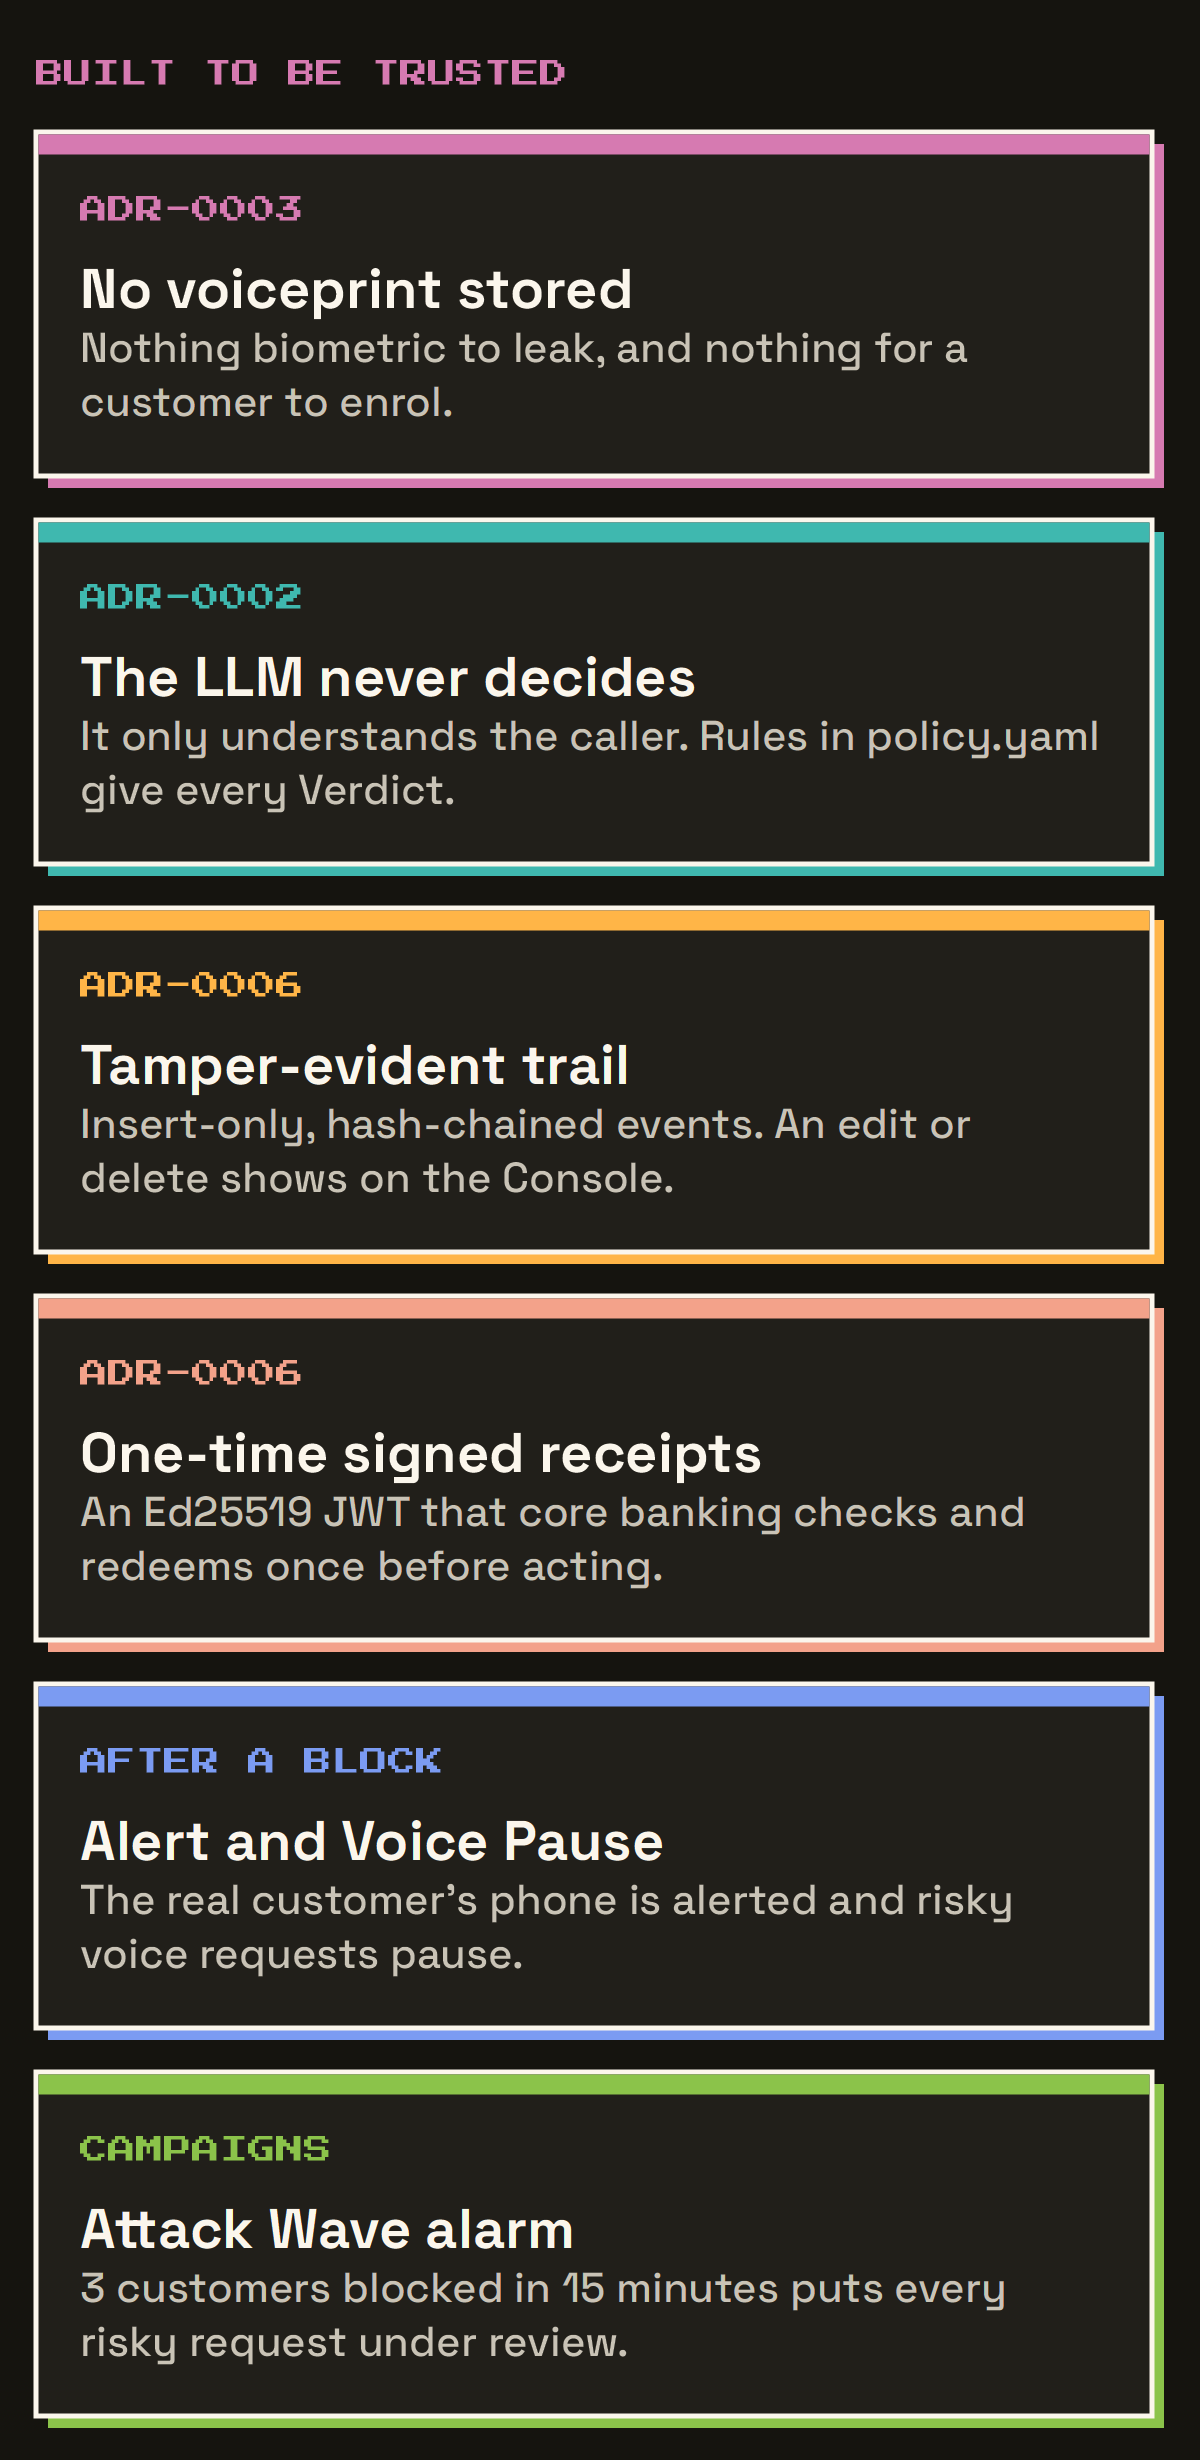 BUILT TO BE TRUSTED
ADR-0003
No voiceprint stored
Nothing biometric to leak, and nothing for a
customer to enrol.
ADR-0002
The LLM never decides
It only understands the caller. Rules in policy.yaml
give every Verdict.
ADR-0006
Tamper-evident trail
Insert-only, hash-chained events. An edit or
delete shows on the Console.
ADR-0006
One-time signed receipts
An Ed25519 JWT that core banking checks and
redeems once before acting.
AFTER A BLOCK
Alert and Voice Pause
The real customer’s phone is alerted and risky
voice requests pause.
CAMPAIGNS
Attack Wave alarm
3 customers blocked in 15 minutes puts every
risky request under review.